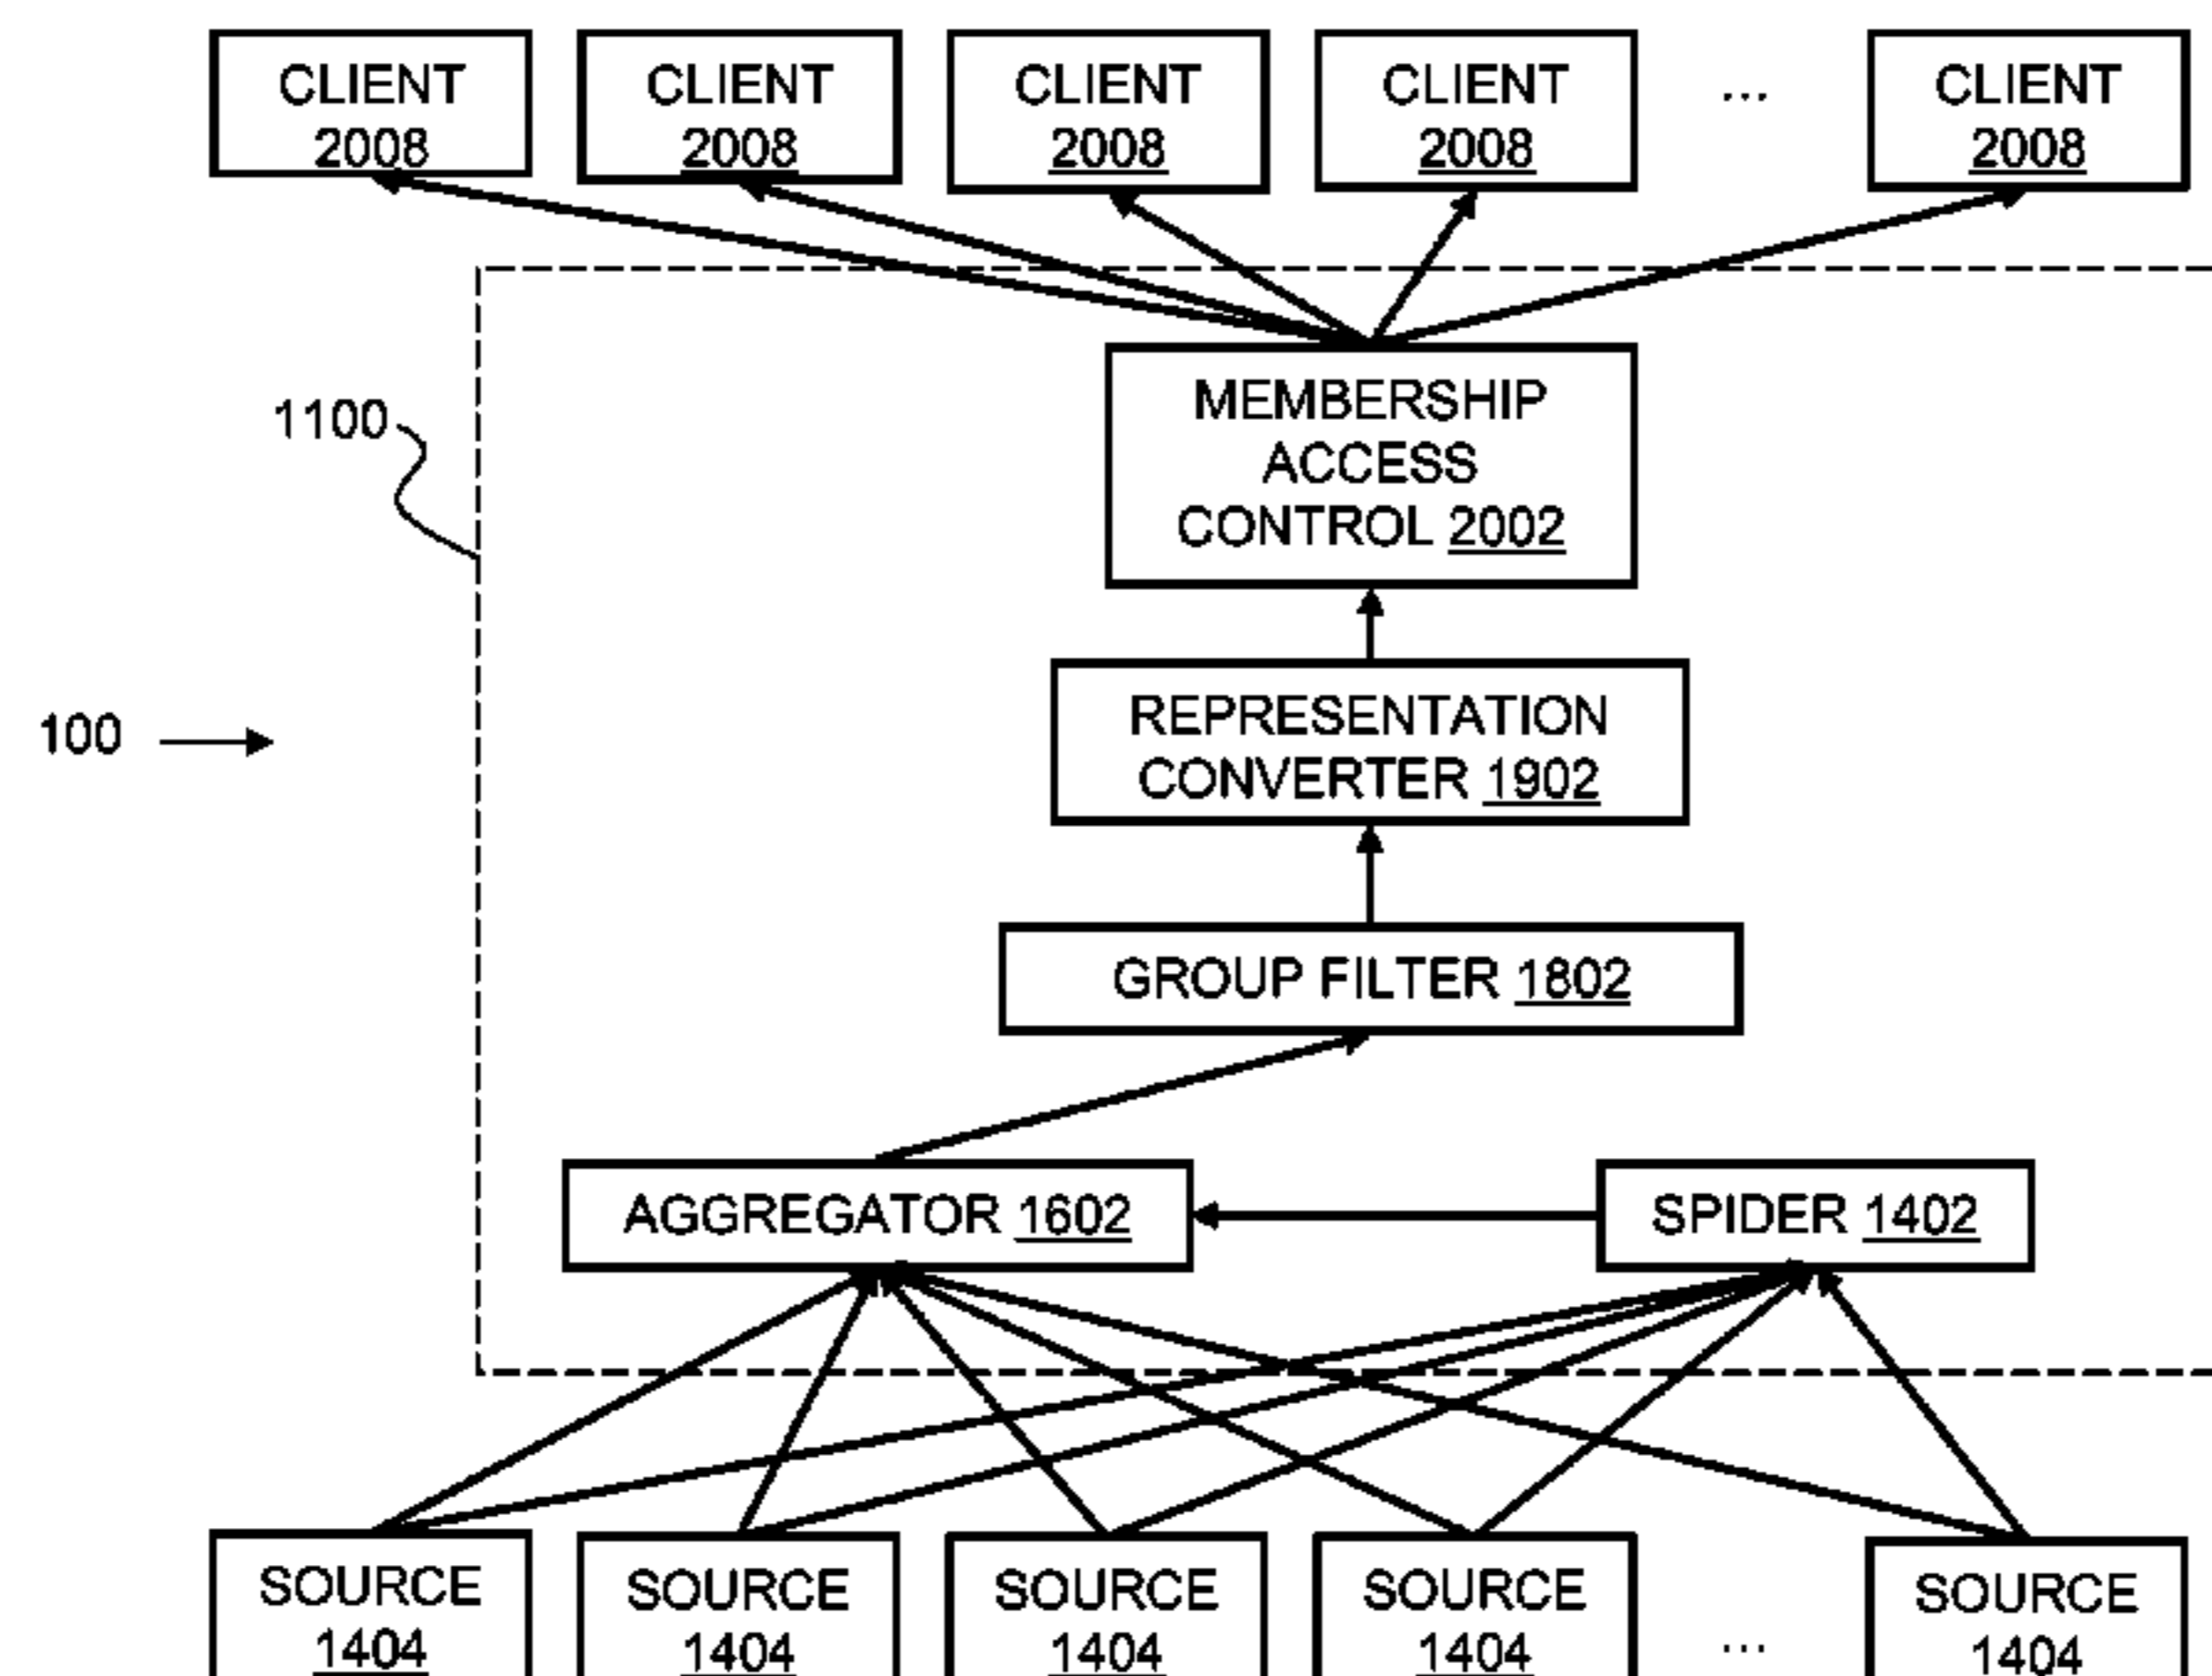 CLIENT
2008
CLIENT
2008
CLIENT
2008
CLIENT
2008
...
CLIENT
2008
1100
MEMBERSHIP
ACCESS
CONTROL 2002
100
REPRESENTATION
CONVERTER 1902
GROUP FILTER 1802
AGGREGATOR 1602
SPIDER 1402
SOURCE
1404
SOURCE
1404
SOURCE
1404
SOURCE
1404
...
SOURCE
1404